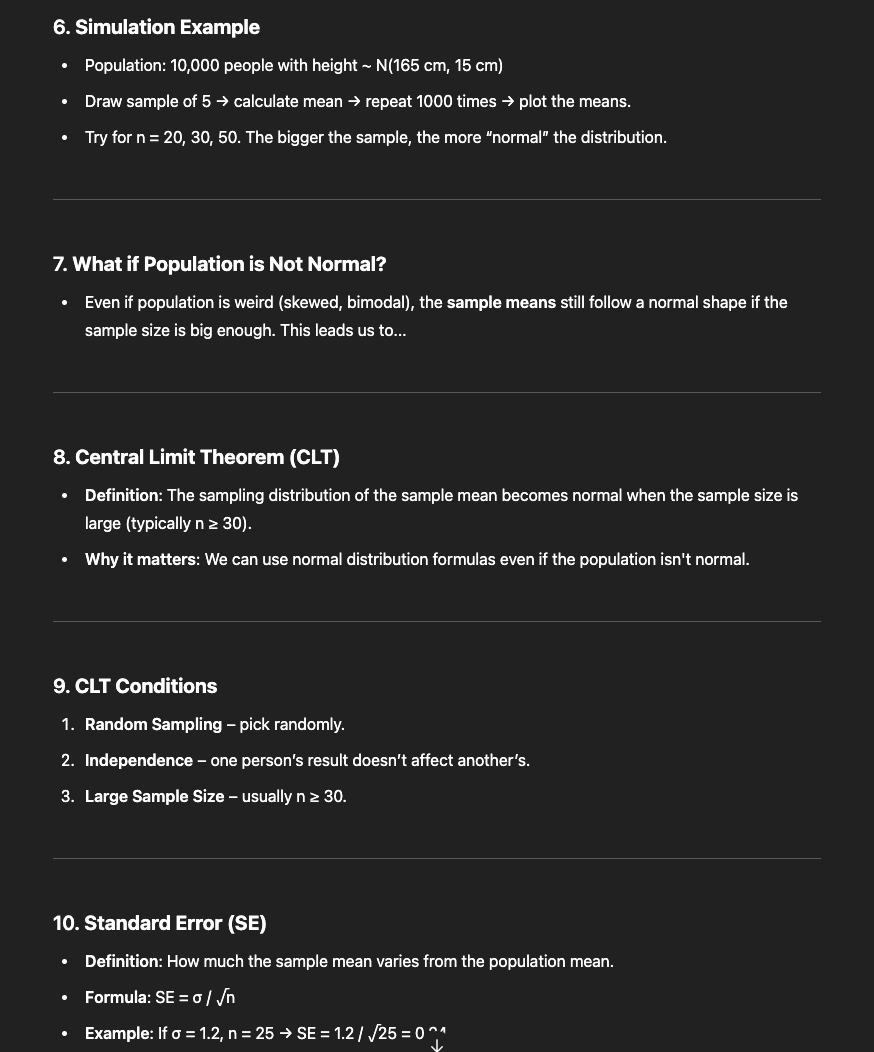 6. Simulation Example
• Population: 10,000 people with height ~ N(165 cm, 15 cm)
• Draw sample of 5 → calculate mean → repeat 1000 times → plot the means.
• Try for n = 20, 30, 50. The bigger the sample, the more “normal” the distribution.
7. What if Population is Not Normal?
• Even if population is weird (skewed, bimodal), the sample means still follow a normal shape if the
sample size is big enough. This leads us to...
8. Central Limit Theorem (CLT)
• Definition: The sampling distribution of the sample mean becomes normal when the sample size is
large (typically n ≥ 30).
• Why it matters: We can use normal distribution formulas even if the population isn't normal.
9. CLT Conditions
1. Random Sampling – pick randomly.
2. Independence – one person’s result doesn’t affect another’s.
3. Large Sample Size – usually n ≥ 30.
10. Standard Error (SE)
• Definition: How much the sample mean varies from the population mean.
• Formula: SE = σ / √n
• Example: If σ = 1.2, n = 25 → SE = 1.2 / √25 =